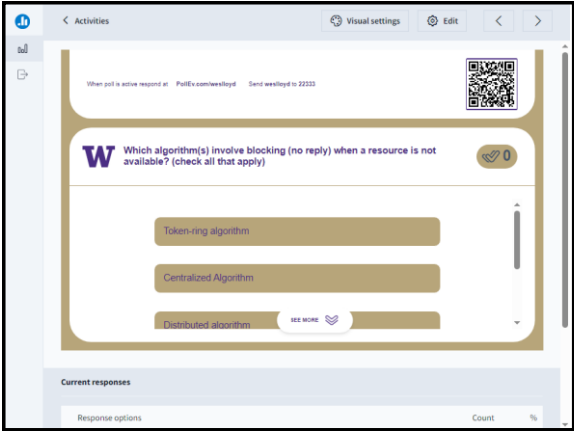 Activities
Visual settings
Edit
When poll is active respond at PollEv.com/weslloyd Send weslloyd to 22333
W
Which algorithm(s) involve blocking (no reply) when a resource is not
available? (check all that apply)
0
Token-ring algorithm
Centralized Algorithm
Distributed algorithm
SEE MORE
Current responses
Response options Count %